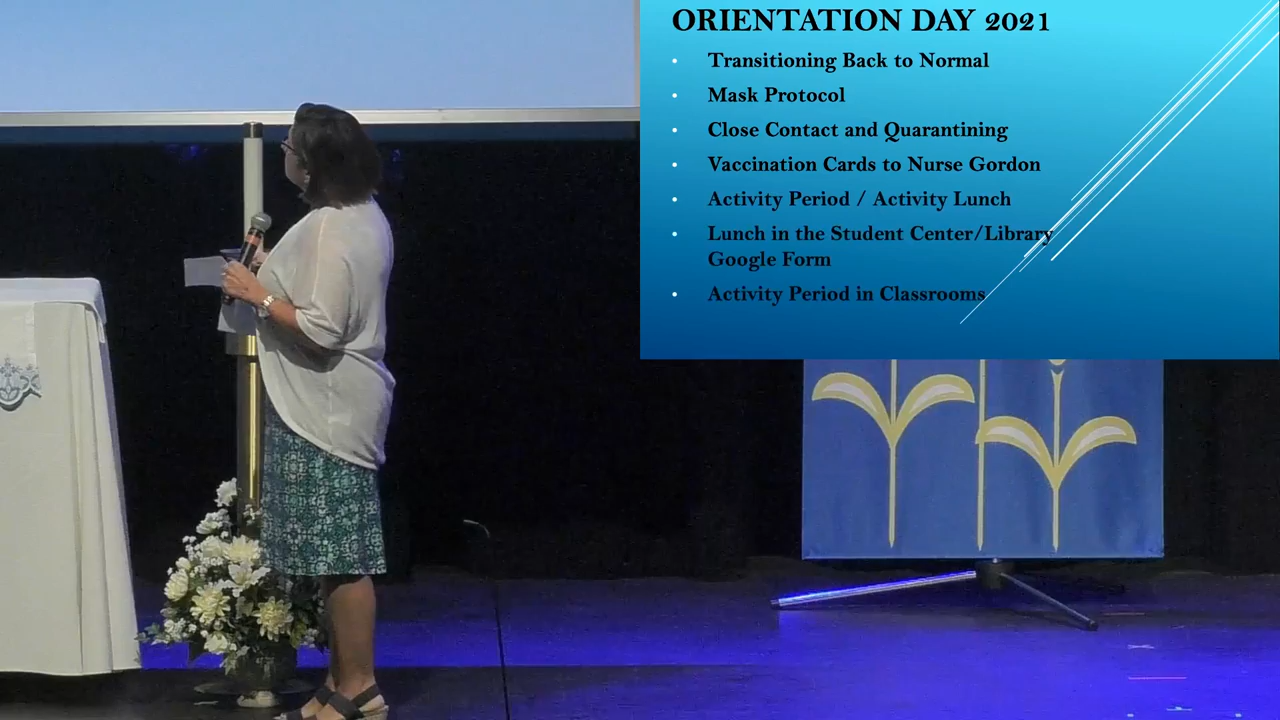 ORIENTATION DAY 2021
Transitioning Back to Normal
Mask Protocol
Close Contact and Quarantining
Vaccination Cards to Nurse Gordon
Activity Period / Activity Lunch
Lunch in the Student Center/Library
Google Form
Activity Period in Classrooms